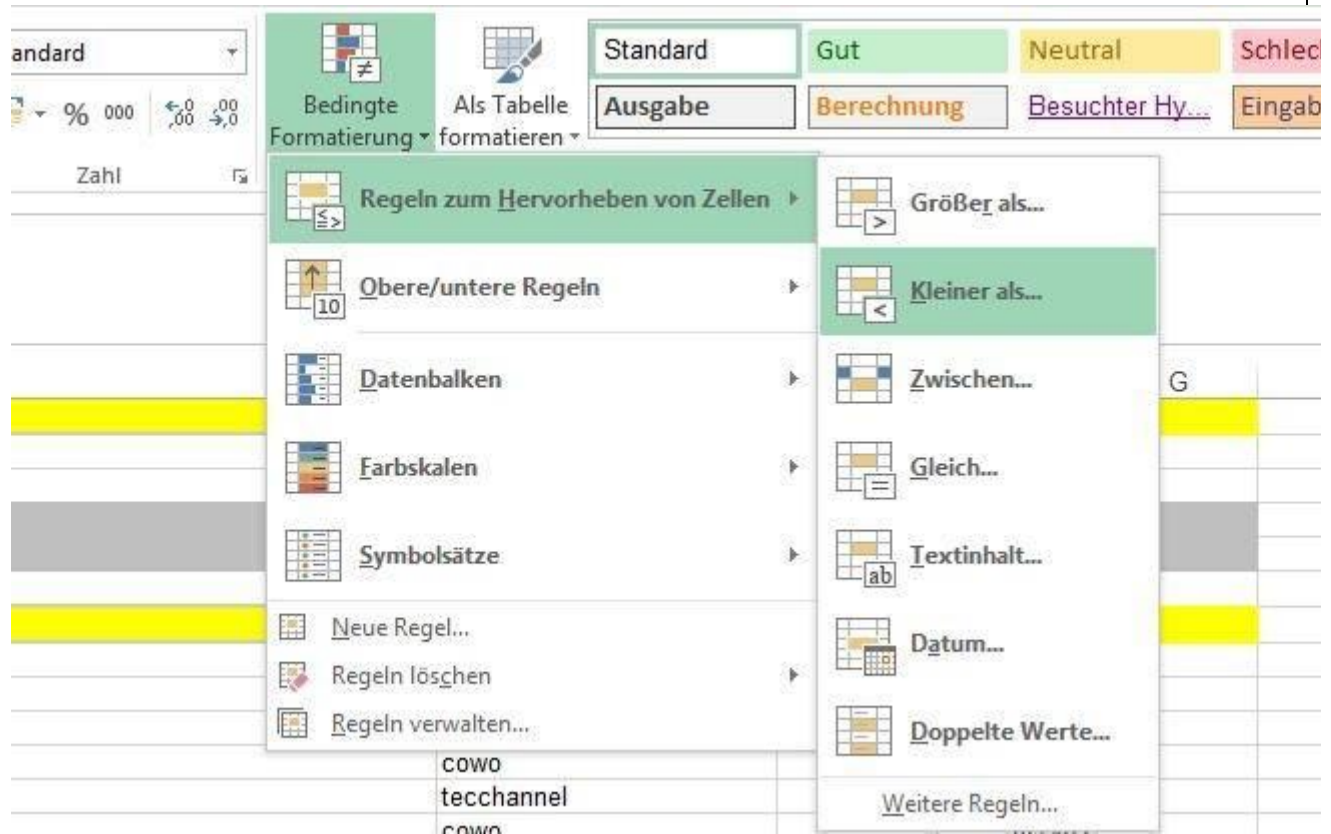 andard
Standard
Gut
Neutral
Schlec
% 000
,00
Bedingte
Formatierung
Als Tabelle
formatieren
Ausgabe
Berechnung
Besuchter Hy...
Eingab
Zahl
Regeln zum Hervorheben von Zellen
Obere/untere Regeln
10
Datenbalken
Farbskalen
Symbolsätze
Neue Regel...
Regeln löschen
Regeln verwalten...
Größer als...
Kleiner als...
Zwischen...
Gleich...
Textinhalt...
ab
Datum...
Doppelte Werte...
Weitere Regeln...
G
cowo
tecchannel
cowo